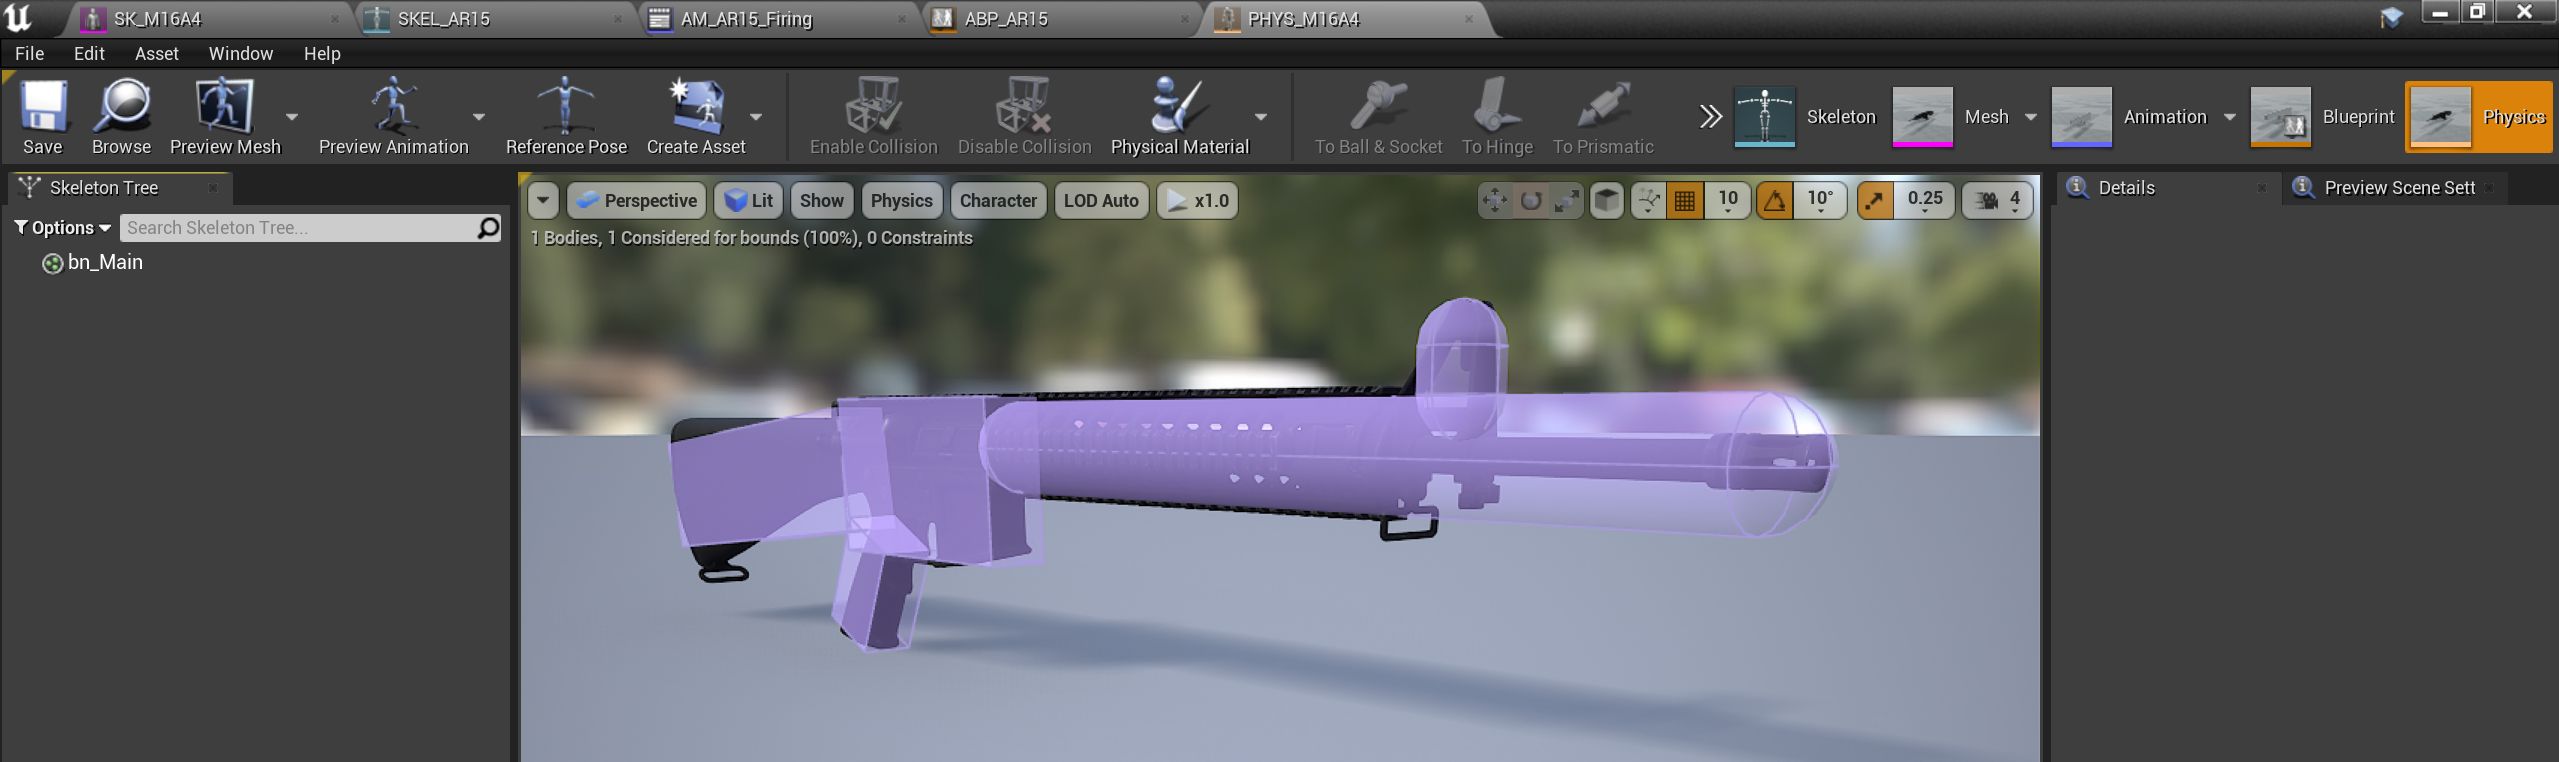 SK_M16A4 SKEL_AR15 AM_AR15_Firing ABP_AR15 PHYS_M16A4
File Edit Asset Window Help
Save Browse Preview Mesh Preview Animation Reference Pose Create Asset Enable Collision Disable Collision Physical Material To Ball & Socket To Hinge To Prismatic Skeleton Mesh Animation Blueprint Physics
Skeleton Tree
Options Search Skeleton Tree...
bn_Main
Perspective Lit Show Physics Character LOD Auto x1.0 10 10° 0.25 4
1 Bodies, 1 Considered for bounds (100%), 0 Constraints
Details Preview Scene Sett